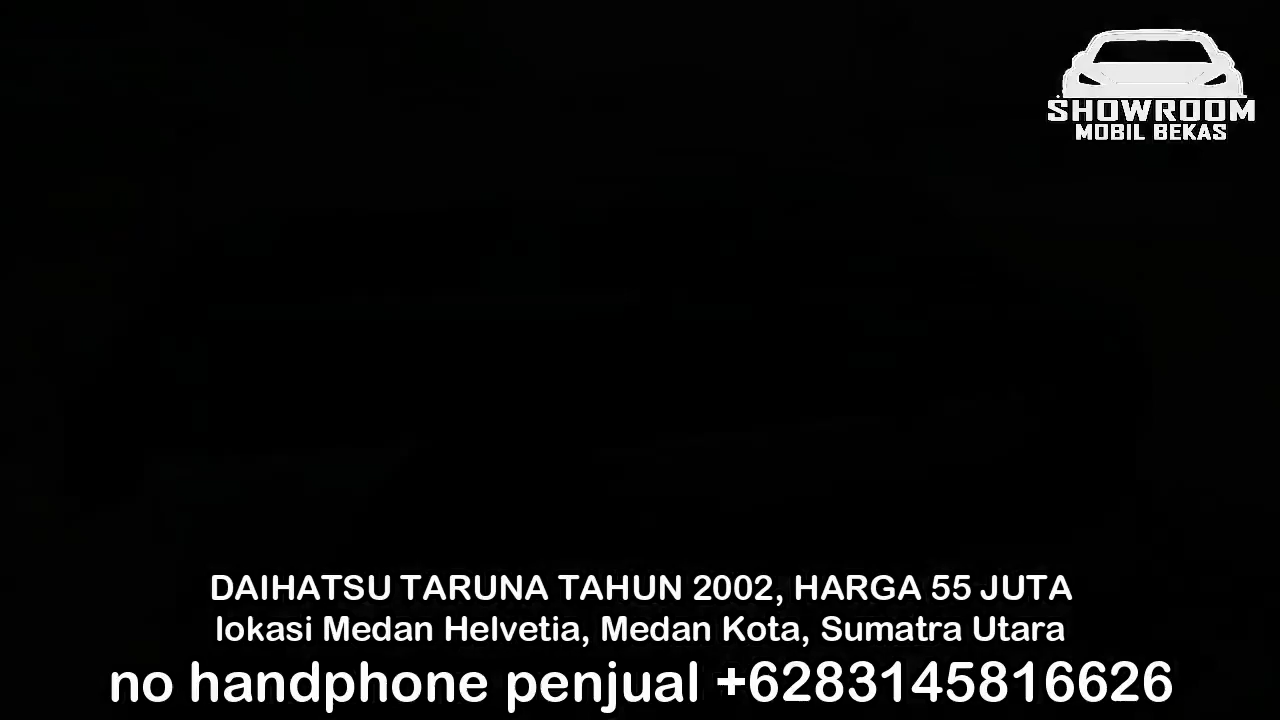 SHOWROOM
MOBIL BEKAS
DAIHATSU TARUNA TAHUN 2002, HARGA 55 JUTA
lokasi Medan Helvetia, Medan Kota, Sumatra Utara
no handphone penjual +6283145816626